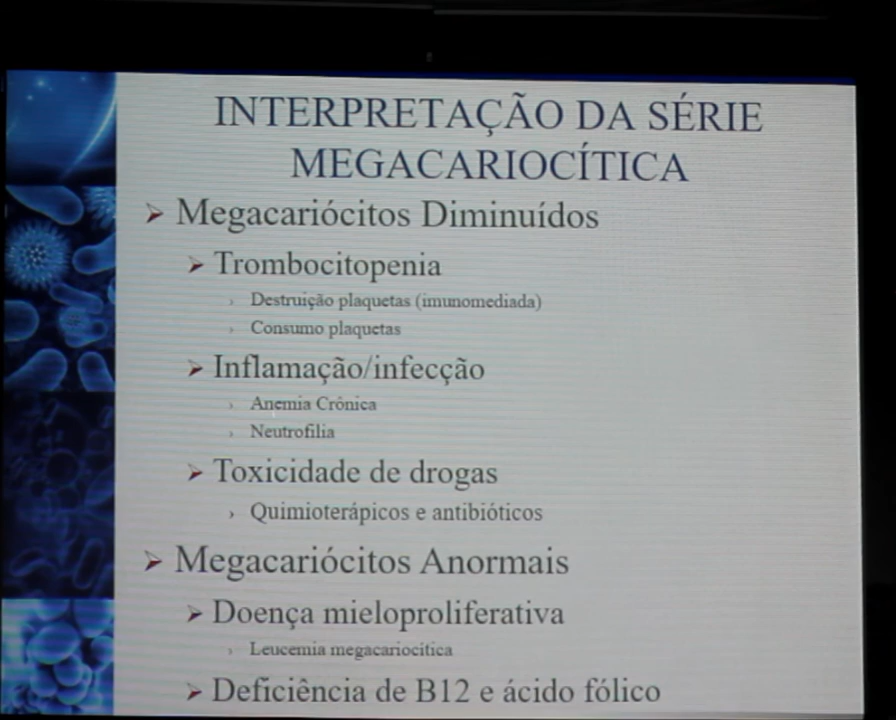 INTERPRETAÇÃO DA SÉRIE
MEGACARIOCÍTICA
Megacariócitos Diminuídos
Trombocitopenia
Destruição plaquetas (imunomediada)
Consumo plaquetas
Inflamação/infecção
Anemia Crônica
Neutrofilia
Toxicidade de drogas
Quimioterápicos e antibióticos
Megacariócitos Anormais
Doença mieloproliferativa
Leucemia megacariocítica
Deficiência de B12 e ácido fólico